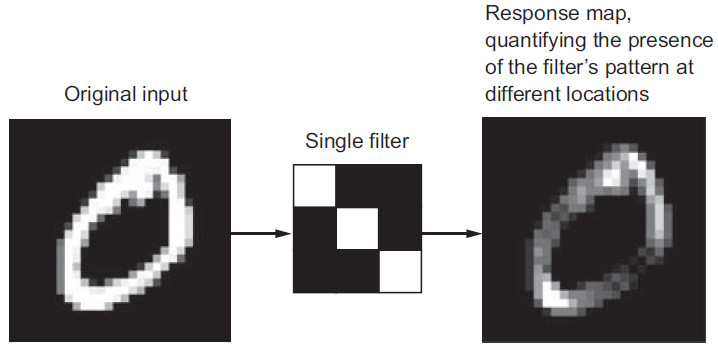 Original input
Single filter
Response map,
quantifying the presence
of the filter's pattern at
different locations